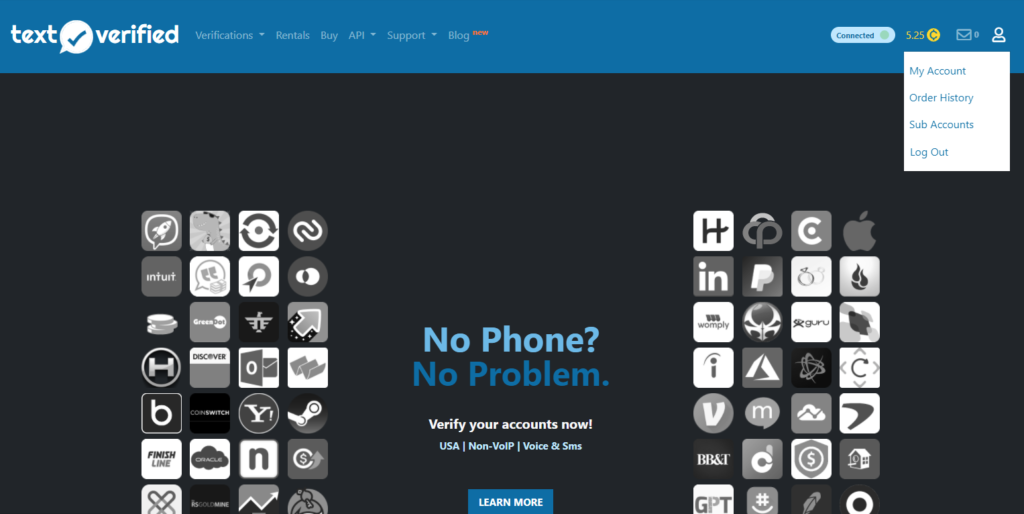 text verified
Verifications Rentals Buy API Support Blog new
Connected 5.25 C 0
My Account
Order History
Sub Accounts
Log Out
intuit
GreenDot
DISCOVER
COINSWITCH
FINISH LINE
ORACLE
GOLDMINE
No Phone?
No Problem.
Verify your accounts now!
USA | Non-VoIP | Voice & Sms
LEARN MORE
in
womply
guru
BB&T
GPT